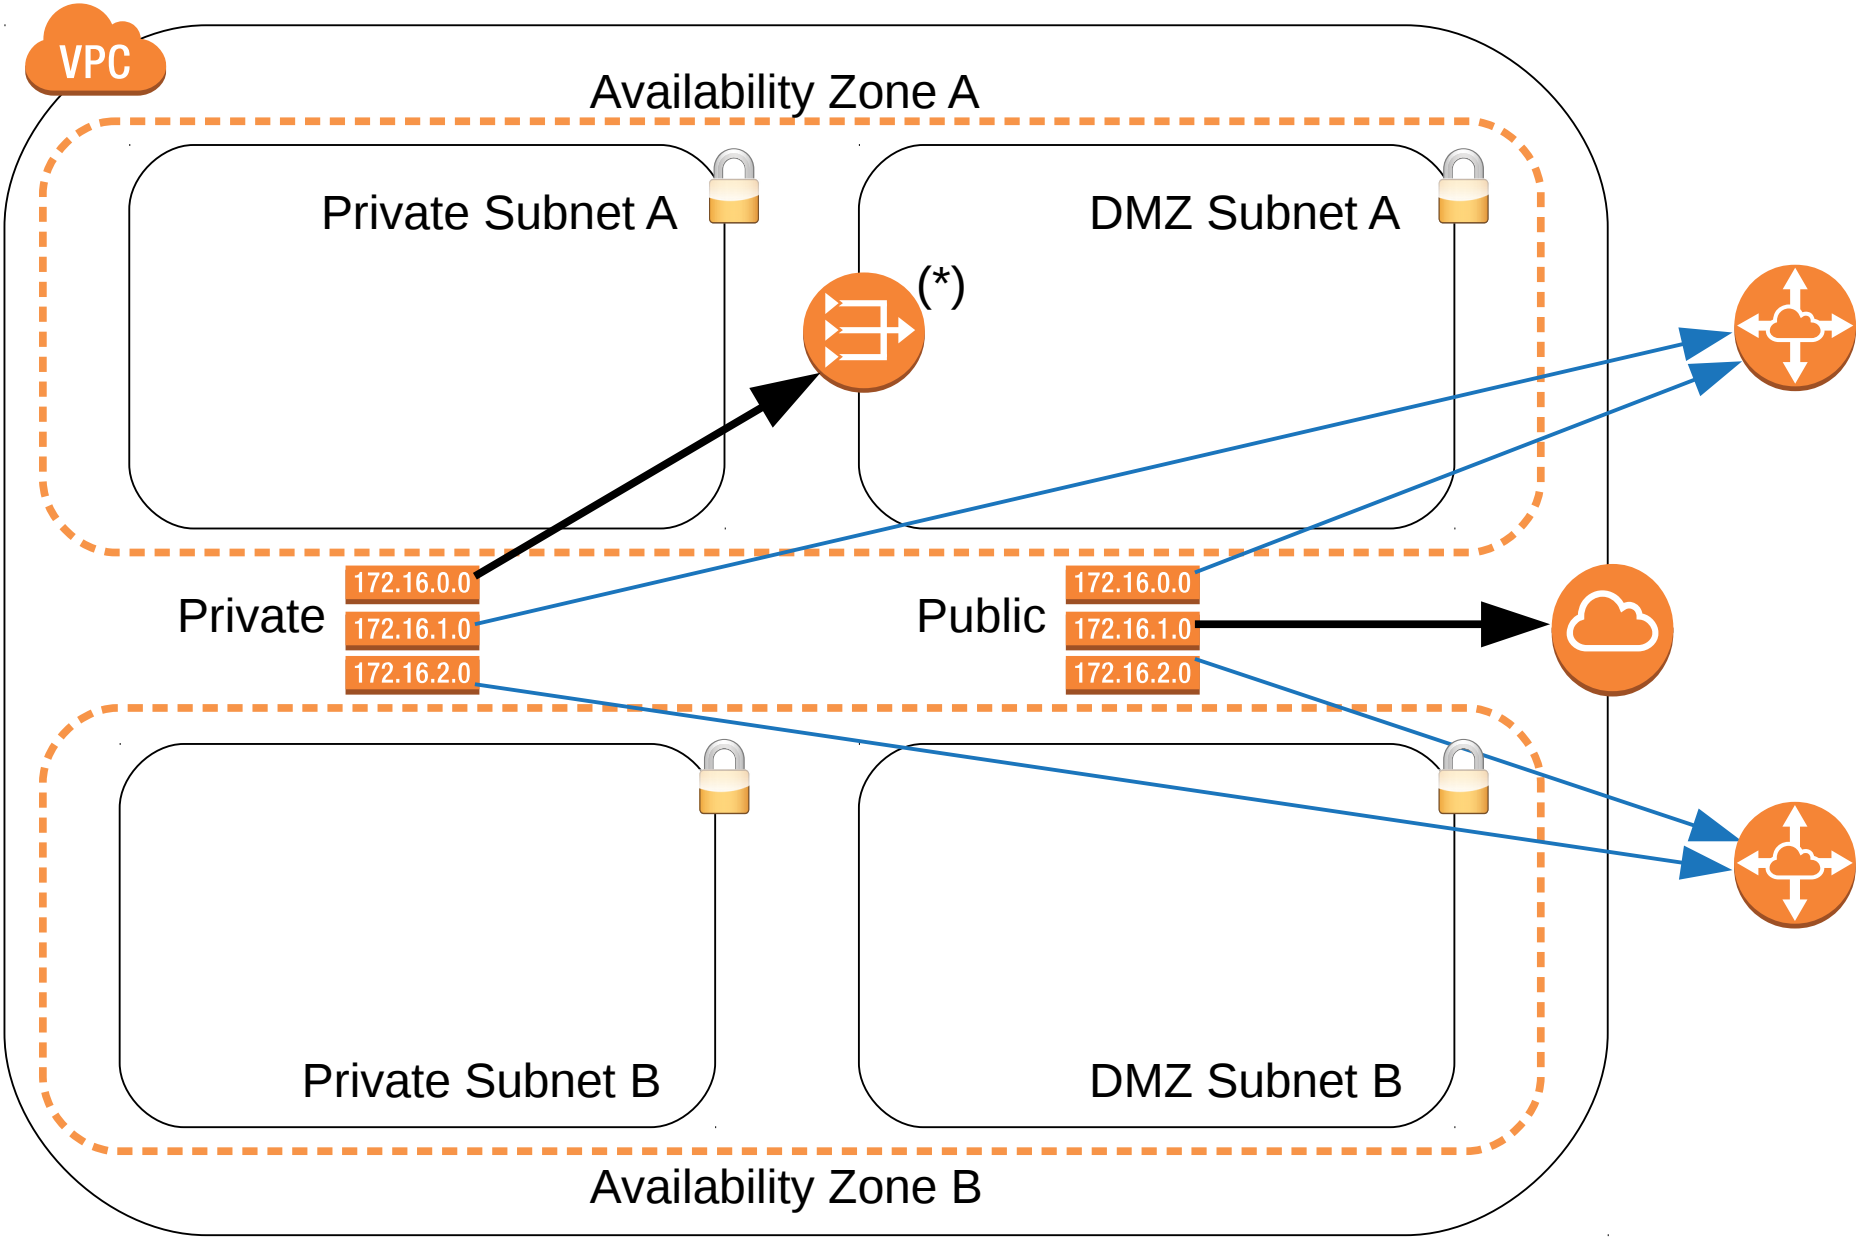 VPC
Availability Zone A
Private Subnet A
DMZ Subnet A
(*)
Private
172.16.0.0
172.16.1.0
172.16.2.0
Public
172.16.0.0
172.16.1.0
172.16.2.0
Private Subnet B
DMZ Subnet B
Availability Zone B